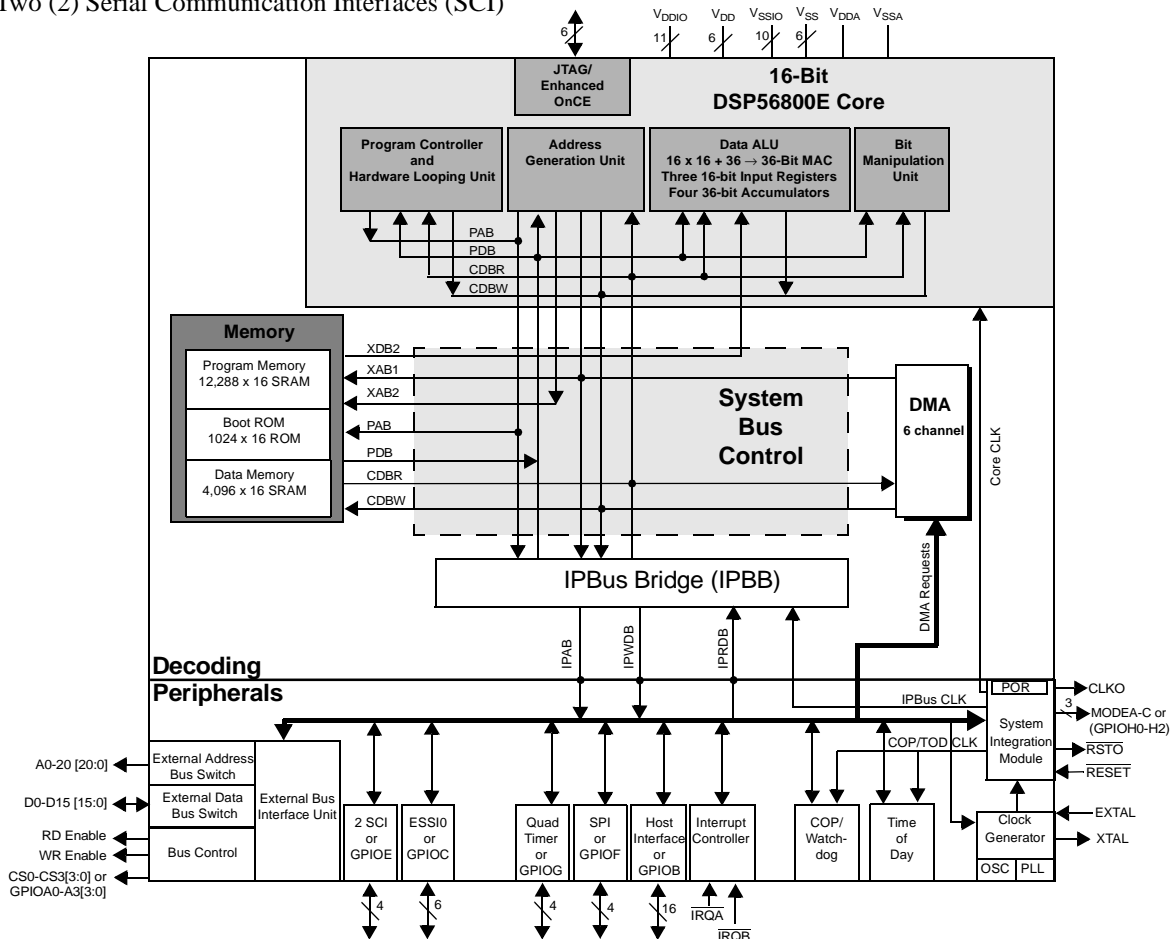 Two (2) Serial Communication Interfaces (SCI)
6
VDDIO
11
VDD
6
VSSIO
10
VSS
6
VDDA
VSSA
JTAG/
Enhanced
OnCE
16-Bit
DSP56800E Core
Program Controller
and
Hardware Looping Unit
Address
Generation Unit
Data ALU
16 x 16 + 36 → 36-Bit MAC
Three 16-bit Input Registers
Four 36-bit Accumulators
Bit
Manipulation
Unit
PAB
PDB
CDBR
CDBW
Memory
Program Memory
12,288 x 16 SRAM
Boot ROM
1024 x 16 ROM
Data Memory
4,096 x 16 SRAM
XDB2
XAB1
XAB2
PAB
PDB
CDBR
CDBW
System
Bus
Control
DMA
6 channel
Core CLK
DMA Requests
IPBus Bridge (IPBB)
IPAB
IPWDB
IPRDB
Decoding
Peripherals
IPBus CLK
COP/TOD CLK
POR
System
Integration
Module
CLKO
3
MODEA-C or
(GPIOH0-H2)
RSTO
RESET
EXTAL
XTAL
Clock
Generator
OSC
PLL
A0-20 [20:0]
D0-D15 [15:0]
RD Enable
WR Enable
CS0-CS3[3:0] or
GPIOA0-A3[3:0]
External Address
Bus Switch
External Data
Bus Switch
Bus Control
External Bus
Interface Unit
2 SCI
or
GPIOE
4
ESSI0
or
GPIOC
6
Quad
Timer
or
GPIOG
4
SPI
or
GPIOF
4
Host
Interface
or
GPIOB
16
Interrupt
Controller
IRQA
IRQB
COP/
Watch-
dog
Time
of
Day